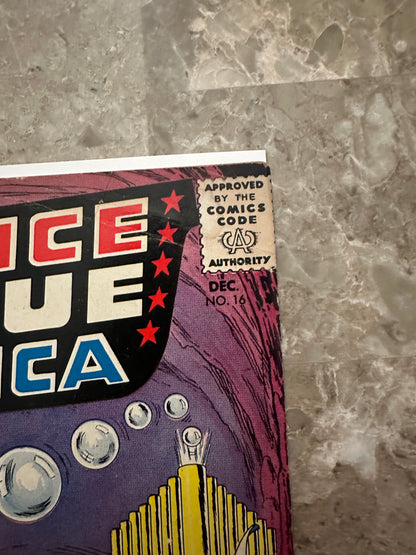 ICE
UE
ICA
APPROVED
BY THE
COMICS
CODE
CA
AUTHORITY
DEC.
NO. 16